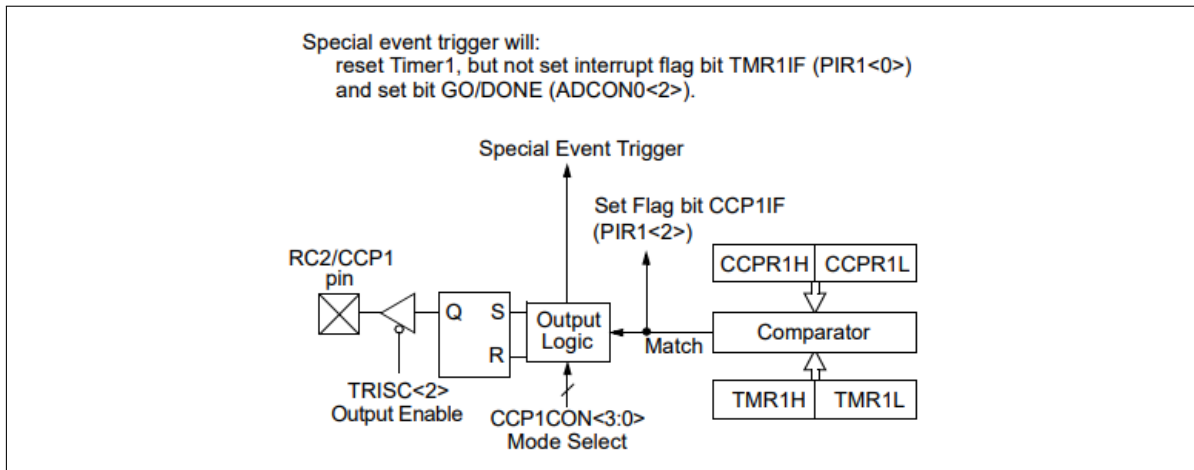 Special event trigger will:
reset Timer1, but not set interrupt flag bit TMR1IF (PIR1<0>)
and set bit GO/DONE (ADCON0<2>).
Special Event Trigger
Set Flag bit CCP1IF
(PIR1<2>)
RC2/CCP1
pin
CCPR1H CCPR1L
Q S
R
Output
Logic
Match
Comparator
TRISC<2>
Output Enable
CCP1CON<3:0>
Mode Select
TMR1H TMR1L